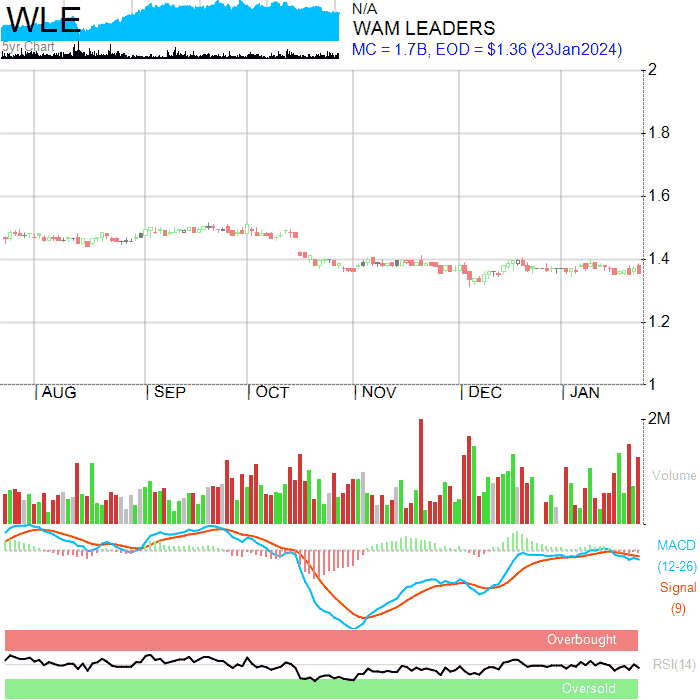 WLE
5yr Chart
N/A
WAM LEADERS
MC = 1.7B, EOD = $1.36 (23Jan2024)
2
1.8
1.6
1.4
1.2
1
AUG SEP OCT NOV DEC JAN
2M
Volume
MACD
(12-26)
Signal
(9)
Overbought
RSI(14)
Oversold